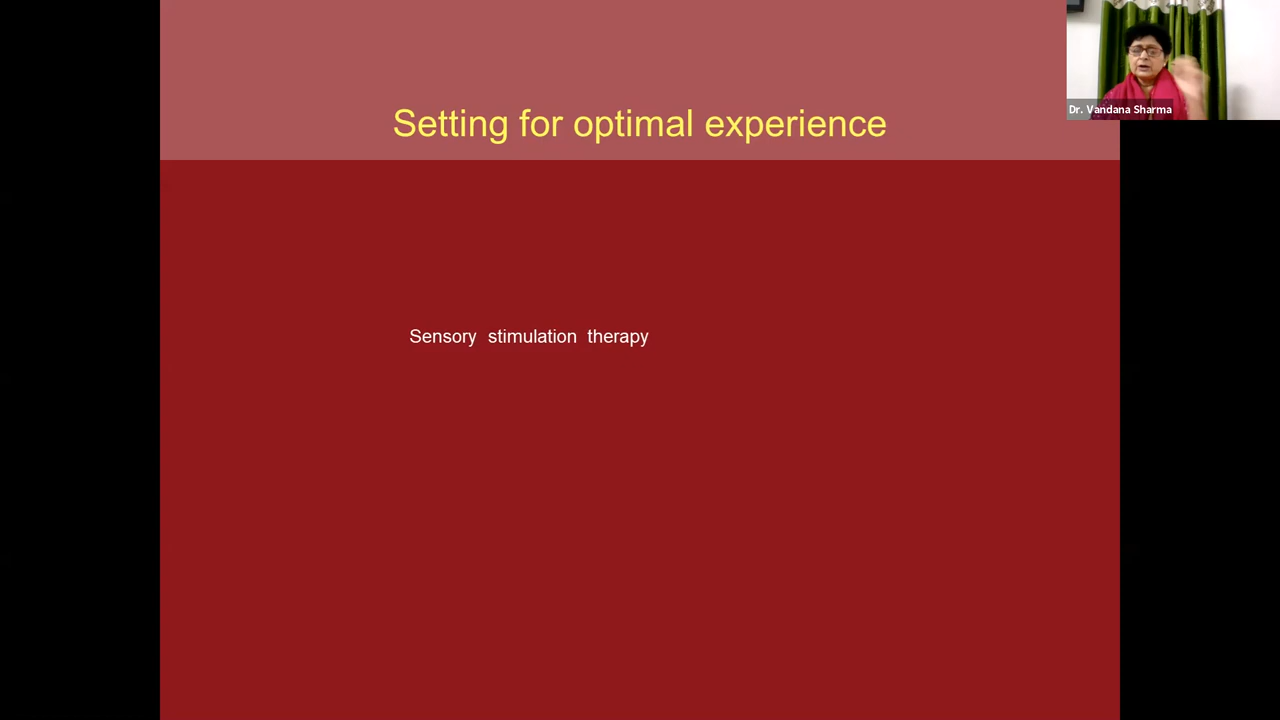 Setting for optimal experience
Dr. Vandana Sharma
Sensory stimulation therapy